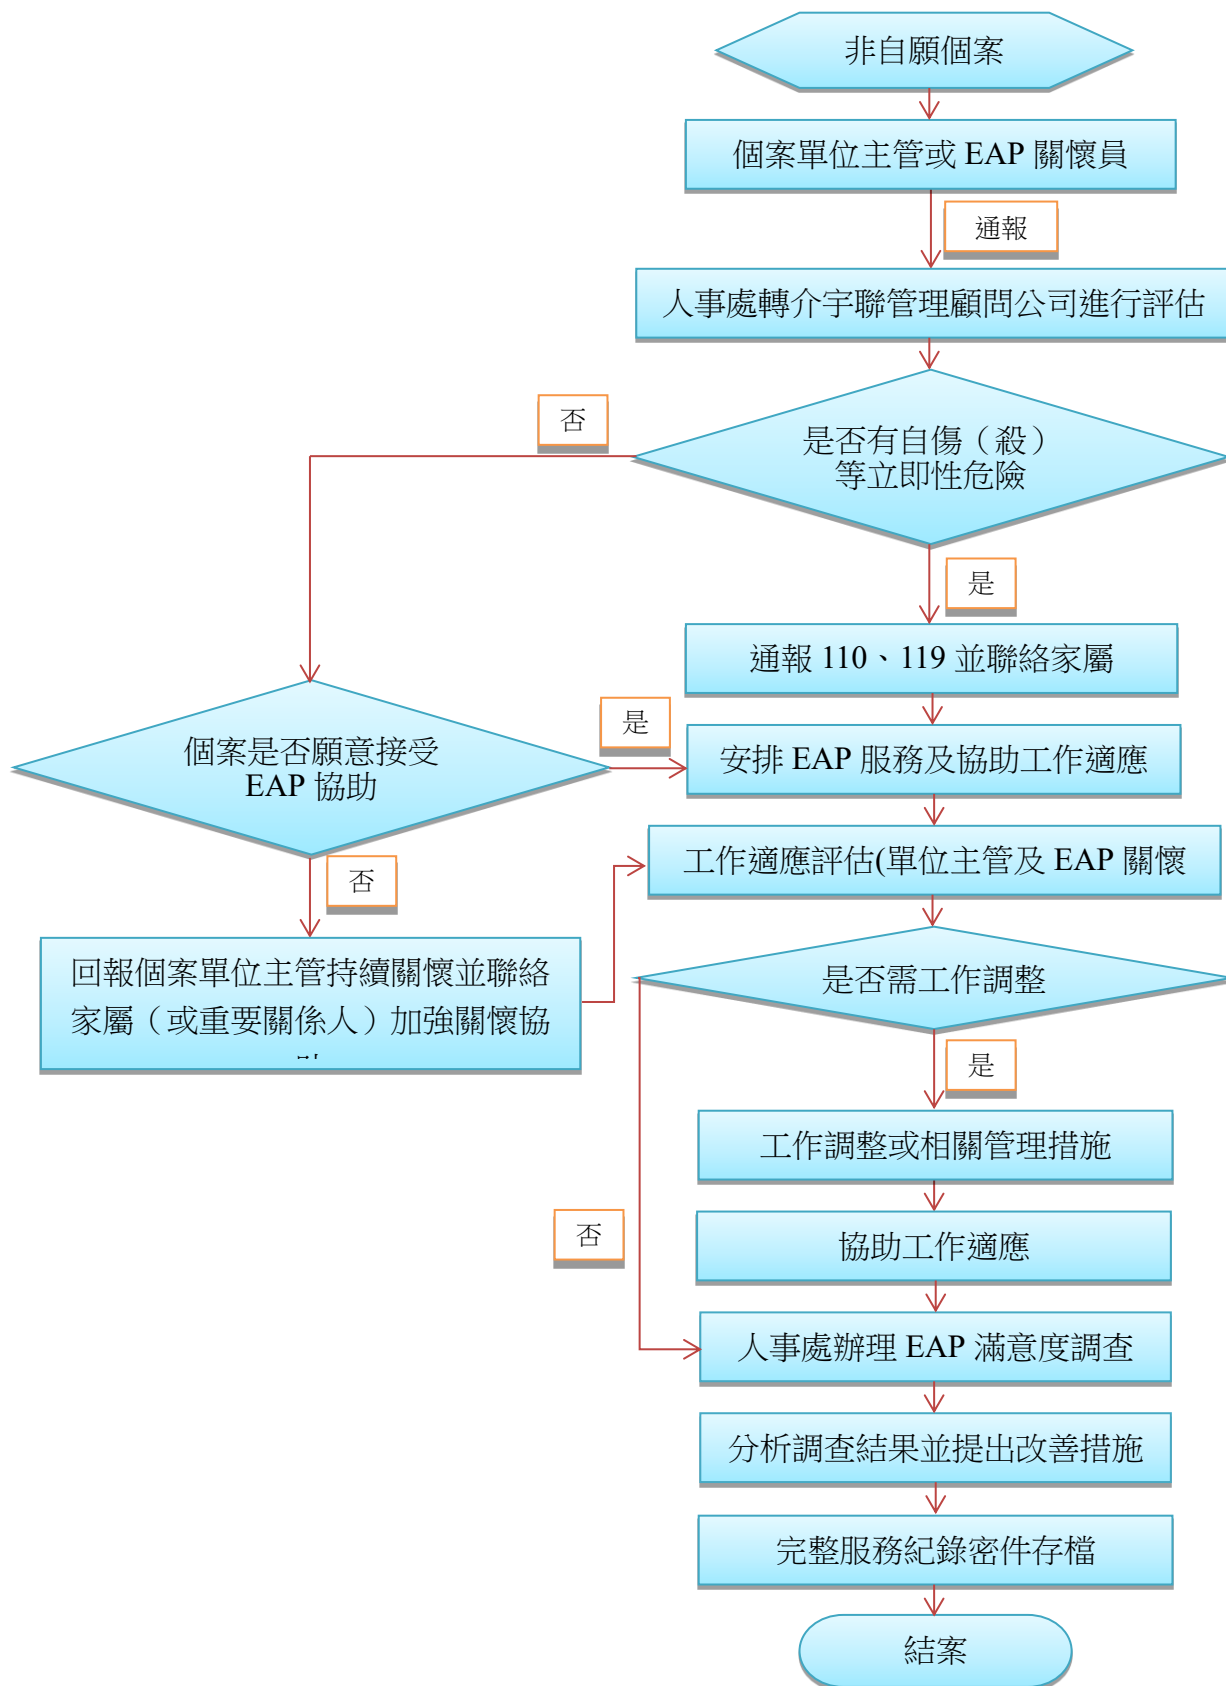 非自願個案
個案單位主管或 EAP 關懷員
通報
人事處轉介宇聯管理顧問公司進行評估
否
是否有自傷（殺）
等立即性危險
是
通報 110、119 並聯絡家屬
個案是否願意接受
EAP 協助
是
安排 EAP 服務及協助工作適應
工作適應評估(單位主管及 EAP 關懷
否
回報個案單位主管持續關懷並聯絡
家屬（或重要關係人）加強關懷協
是否需工作調整
是
工作調整或相關管理措施
否
協助工作適應
人事處辦理 EAP 滿意度調查
分析調查結果並提出改善措施
完整服務紀錄密件存檔
結案